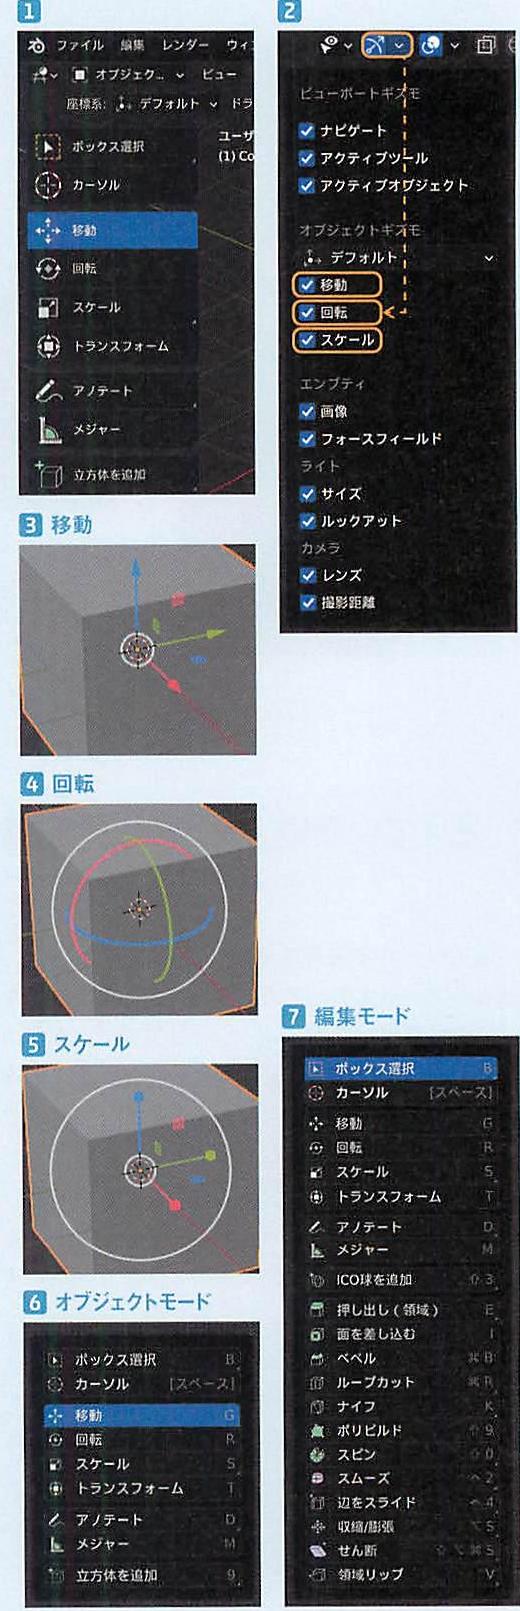 1
ファイル 編集 レンダー ウィ
オブジェク.. ビュー
座標系: デフォルト ドラ
ボックス選択
ユーザ
(1) Co
カーソル
移動
回転
スケール
トランスフォーム
アノテート
メジャー
立方体を追加
2
ビューポートギズモ
ナビゲート
アクティブツール
アクティブオブジェクト
オブジェクトギズモ
デフォルト
移動
回転
スケール
エンプティ
画像
フォースフィールド
ライト
サイズ
ルックアット
カメラ
レンズ
撮影距離
3 移動
4 回転
5 スケール
6 オブジェクトモード
ボックス選択 B
カーソル [スペース]
移動 G
回転 R
スケール S
トランスフォーム T
アノテート D
メジャー M
立方体を追加 9
7 編集モード
ボックス選択 B
カーソル [スペース]
移動 G
回転 R
スケール S
トランスフォーム T
アノテート D
メジャー M
ICO球を追加 ⇧ 3
押し出し(領域) E
面を差し込む I
ベベル ⌘ B
ループカット ⌘ R
ナイフ K
ポリビルド ⇧ 9
スピン ⇧ 0
スムーズ ^ 2
辺をスライド ^ 4
収縮/膨張 ⌥ S
せん断 ⇧ ⌥ ⌘ S
領域リップ V